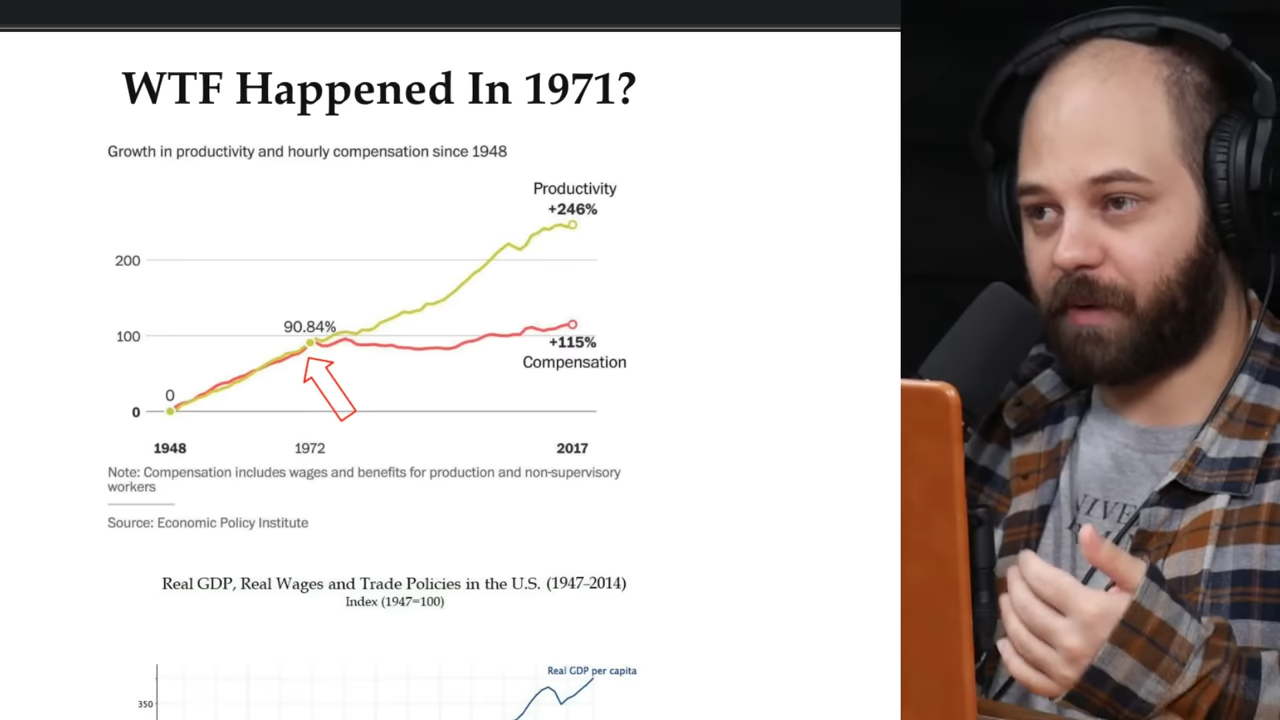 WTF Happened In 1971?
Growth in productivity and hourly compensation since 1948
Productivity
+246%
200
90.84%
100
+115%
Compensation
0
0
1948 1972 2017
Note: Compensation includes wages and benefits for production and non-supervisory
workers
Source: Economic Policy Institute
Real GDP, Real Wages and Trade Policies in the U.S. (1947–2014)
Index (1947=100)
Real GDP per capita
350
NIVE